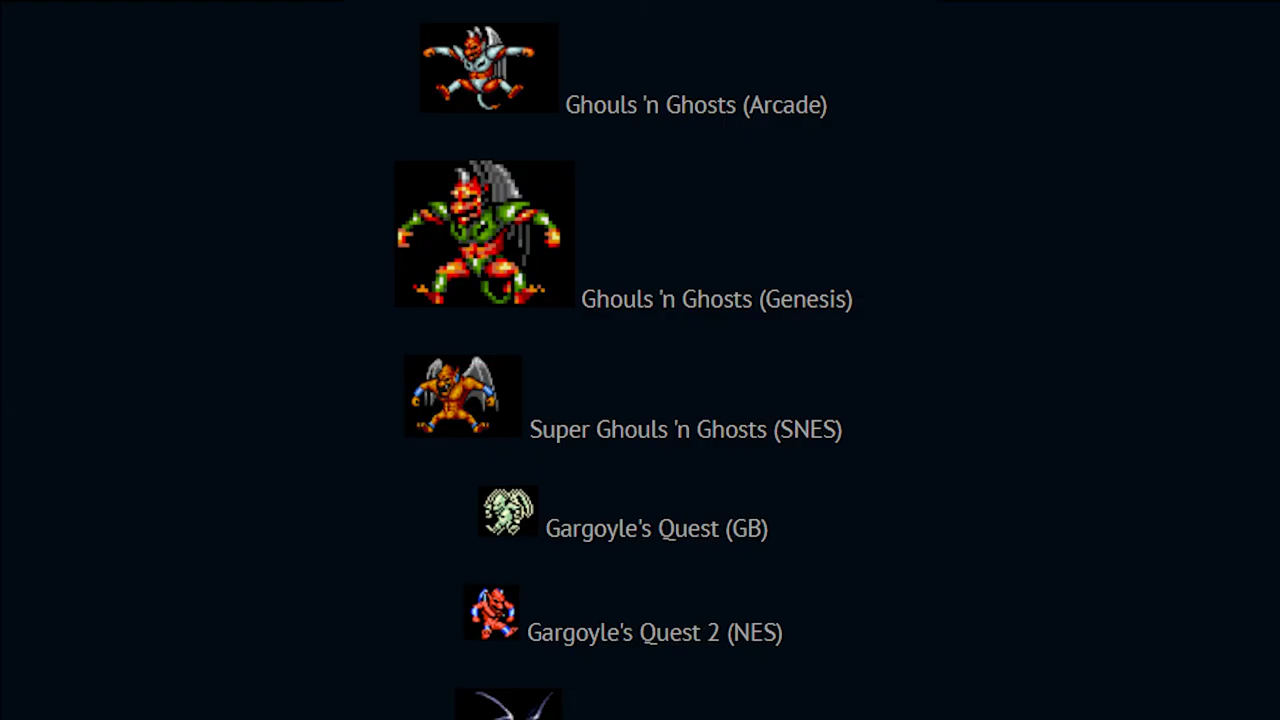 Ghouls 'n Ghosts (Arcade)
Ghouls 'n Ghosts (Genesis)
Super Ghouls 'n Ghosts (SNES)
Gargoyle's Quest (GB)
Gargoyle's Quest 2 (NES)